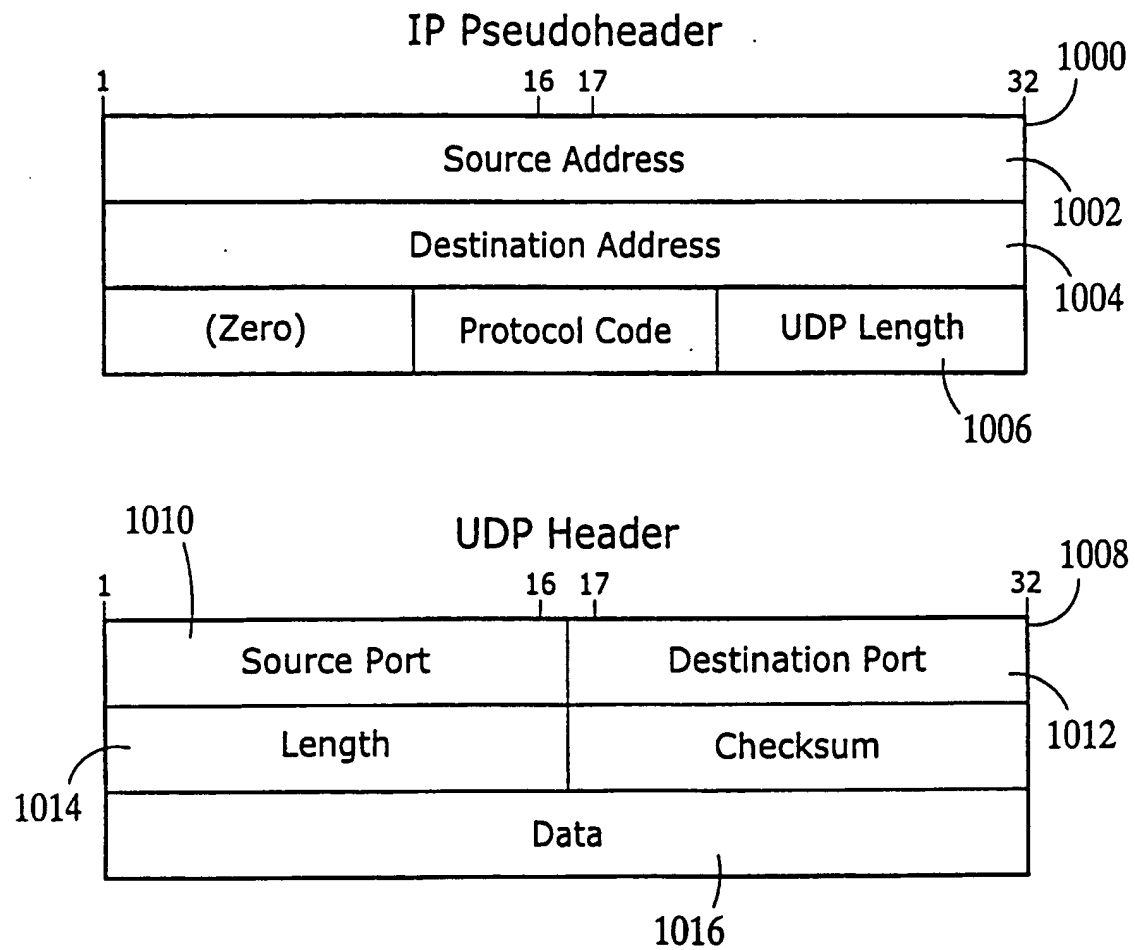 IP Pseudoheader
1 16 17 32 1000
Source Address
1002
Destination Address
1004
(Zero) Protocol Code UDP Length
1006
1010
UDP Header
1008
1 16 17 32
Source Port Destination Port
1012
Length Checksum
1014
Data
1016